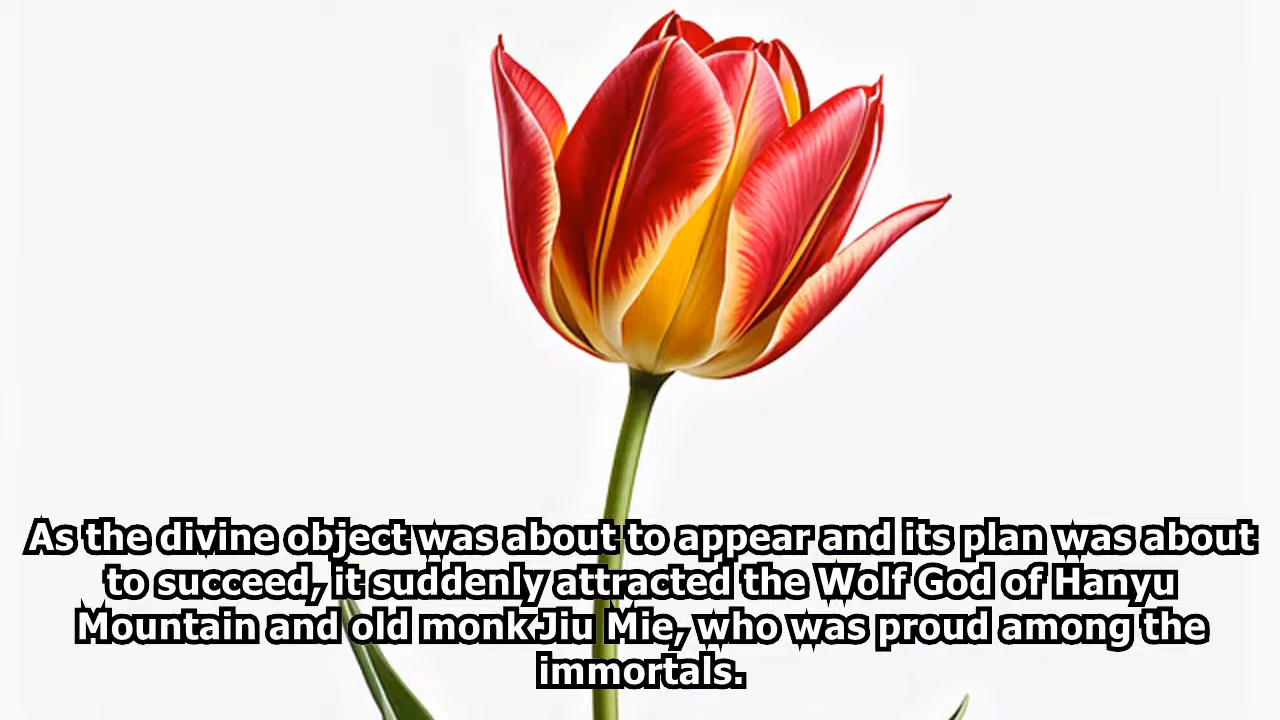 As the divine object was about to appear and its plan was about
to succeed, it suddenly attracted the Wolf God of Hanyu
Mountain and old monk Jiu Mie, who was proud among the
immortals.